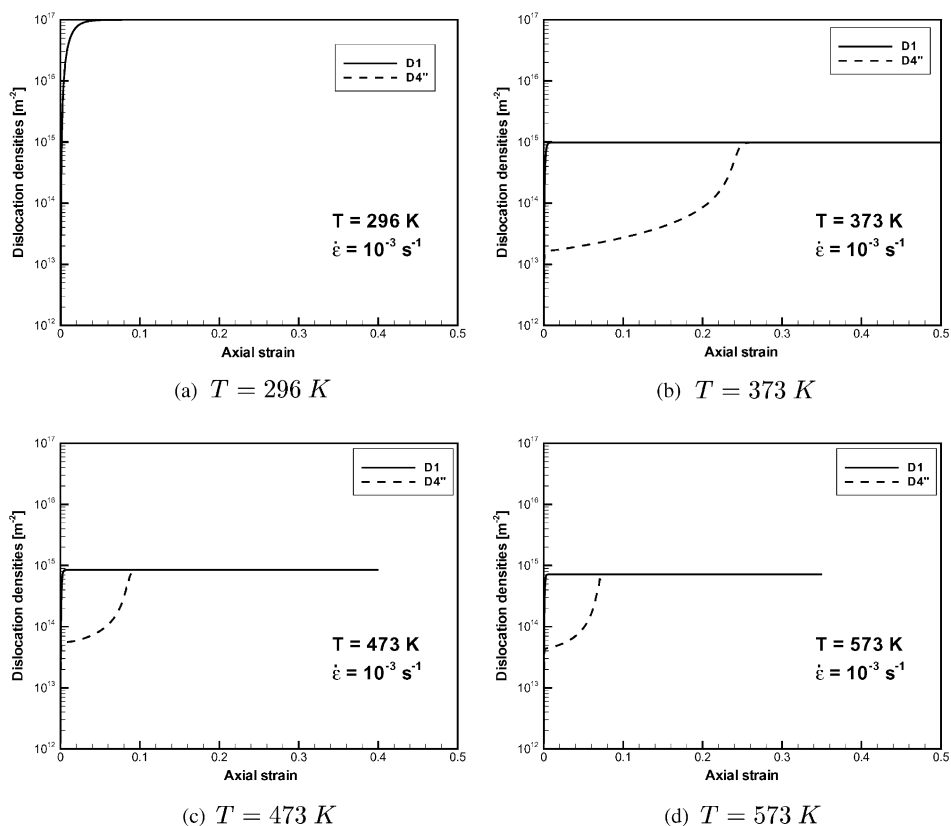 10^17
10^16
10^15
10^14
10^13
10^12
Dislocation densities [m^-2]
D1
D4"
T = 296 K
ε̇ = 10^-3 s^-1
0 0.1 0.2 0.3 0.4 0.5
Axial strain
(a) T = 296 K
10^17
10^16
10^15
10^14
10^13
10^12
Dislocation densities [m^-2]
D1
D4"
T = 373 K
ε̇ = 10^-3 s^-1
0 0.1 0.2 0.3 0.4 0.5
Axial strain
(b) T = 373 K
10^17
10^16
10^15
10^14
10^13
10^12
Dislocation densities [m^-2]
D1
D4"
T = 473 K
ε̇ = 10^-3 s^-1
0 0.1 0.2 0.3 0.4 0.5
Axial strain
(c) T = 473 K
10^17
10^16
10^15
10^14
10^13
10^12
Dislocation densities [m^-2]
D1
D4"
T = 573 K
ε̇ = 10^-3 s^-1
0 0.1 0.2 0.3 0.4 0.5
Axial strain
(d) T = 573 K